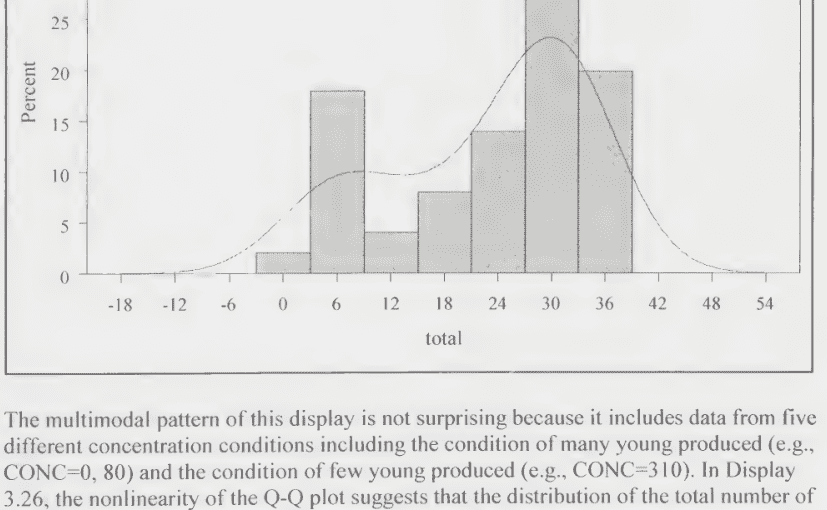 25
20
15
10
5
0
Percent
-18 -12 -6 0 6 12 18 24 30 36 42 48 54
total
The multimodal pattern of this display is not surprising because it includes data from five
different concentration conditions including the condition of many young produced (e.g.,
CONC=0, 80) and the condition of few young produced (e.g., CONC=310). In Display
3.26, the nonlinearity of the Q-Q plot suggests that the distribution of the total number of